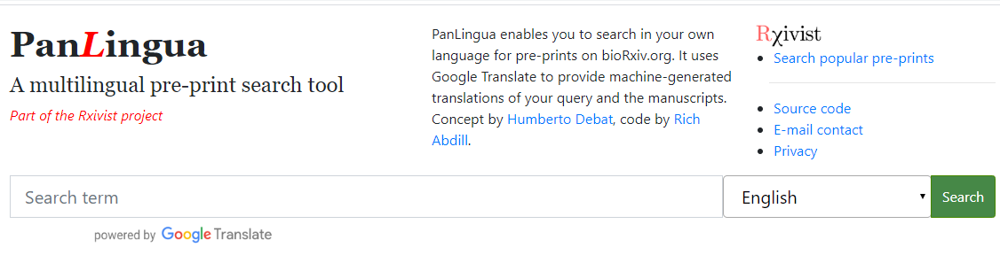 PanLingua
A multilingual pre-print search tool
Part of the Rxivist project
PanLingua enables you to search in your own
language for pre-prints on bioRxiv.org. It uses
Google Translate to provide machine-generated
translations of your query and the manuscripts.
Concept by Humberto Debat, code by Rich
Abdill.
Rχivist
Search popular pre-prints
Source code
E-mail contact
Privacy
Search term
English
Search
powered by Google Translate